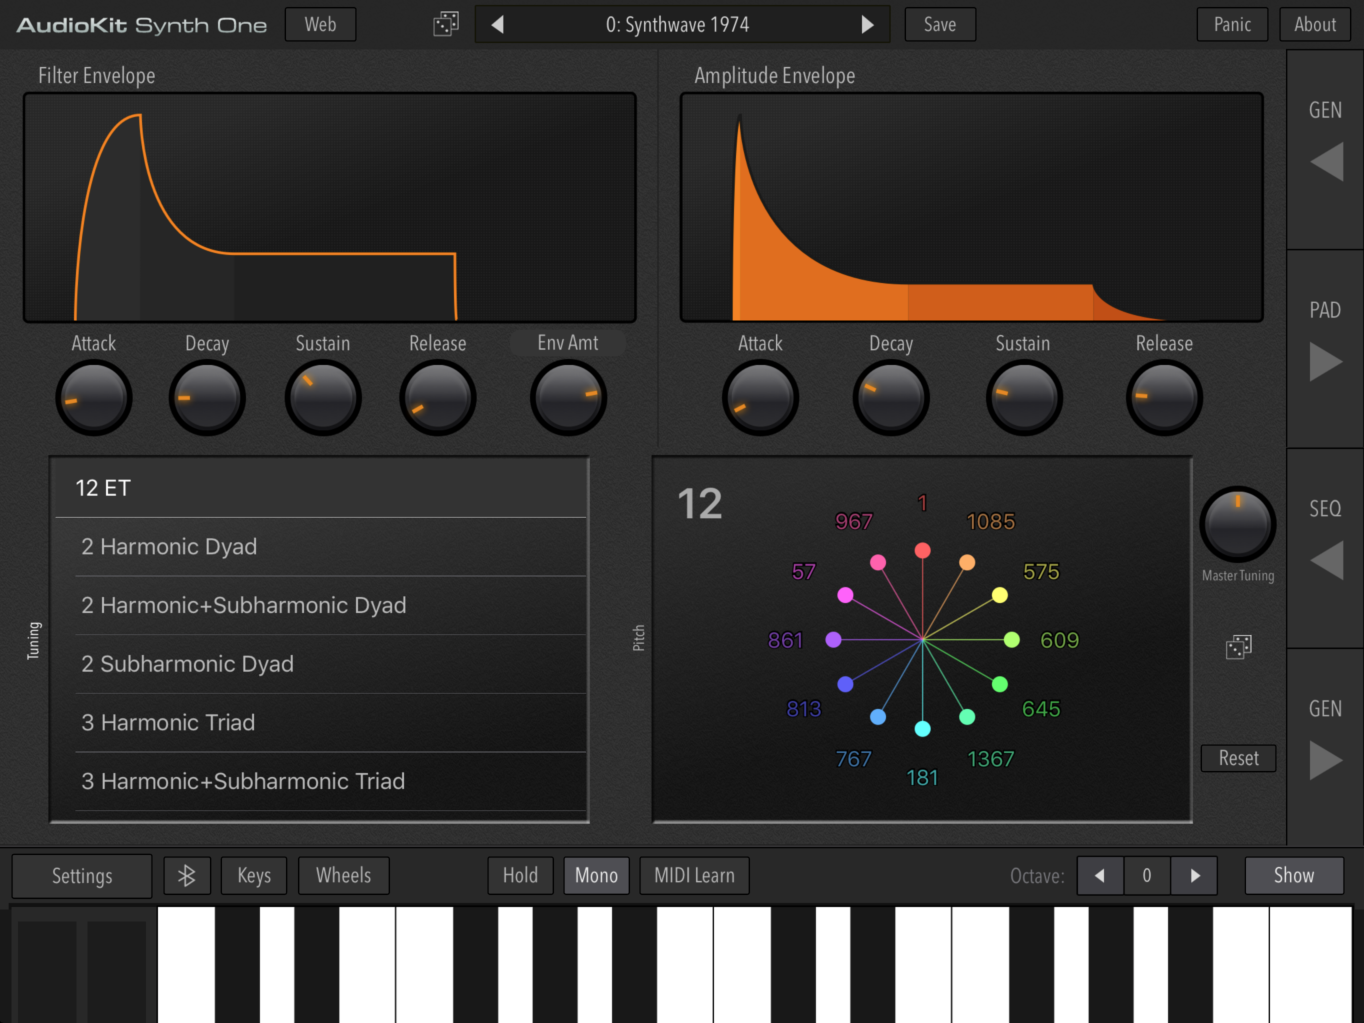 AudioKit Synth One
Web
0: Synthwave 1974
Save
Panic
About
Filter Envelope
Amplitude Envelope
GEN
PAD
SEQ
GEN
Attack
Decay
Sustain
Release
Env Amt
Attack
Decay
Sustain
Release
Tuning
12 ET
2 Harmonic Dyad
2 Harmonic+Subharmonic Dyad
2 Subharmonic Dyad
3 Harmonic Triad
3 Harmonic+Subharmonic Triad
Pitch
12
1
1085
575
609
645
1367
181
767
813
861
57
967
Master Tuning
Reset
Settings
Keys
Wheels
Hold
Mono
MIDI Learn
Octave:
0
Show